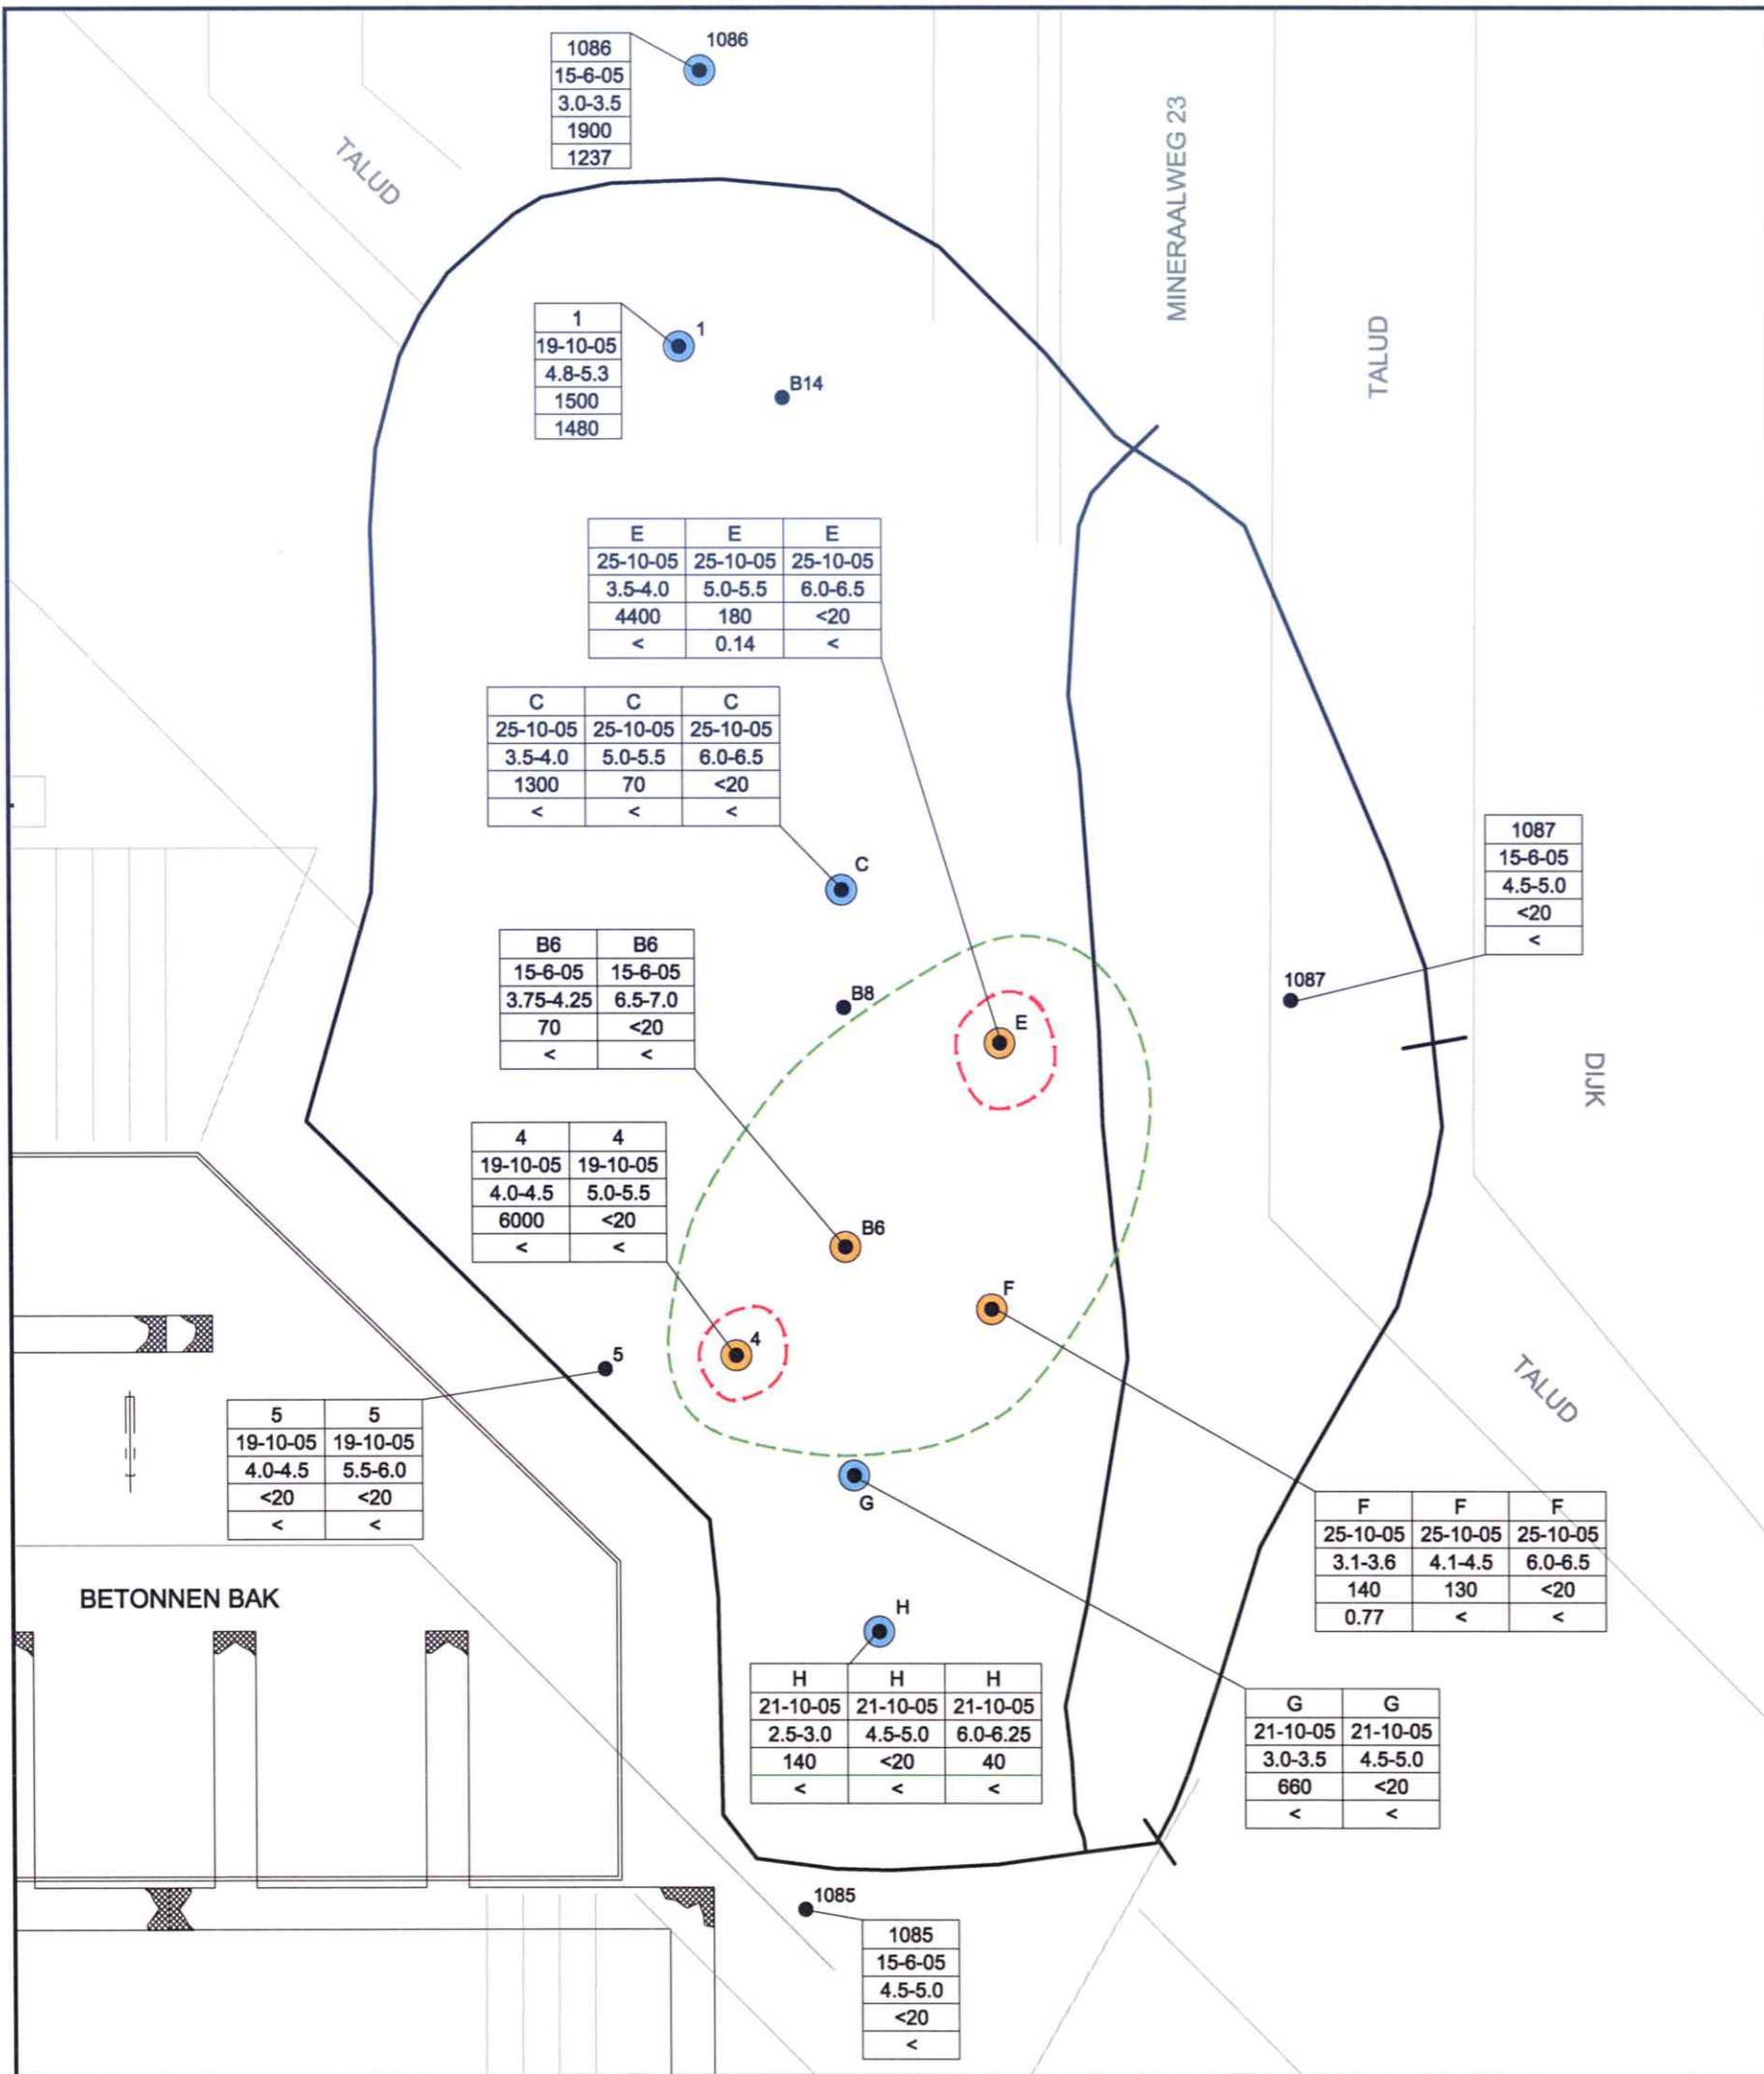 1086
1086
15-6-05
3.0-3.5
1900
1237
TALUD
MINERAALWEG 23
TALUD
1
1
19-10-05
4.8-5.3
1500
1480
B14
E E E
25-10-05 25-10-05 25-10-05
3.5-4.0 5.0-5.5 6.0-6.5
4400 180 <20
< 0.14 <
C C C
25-10-05 25-10-05 25-10-05
3.5-4.0 5.0-5.5 6.0-6.5
1300 70 <20
< < <
C
1087
15-6-05
4.5-5.0
<20
<
1087
B6 B6
15-6-05 15-6-05
3.75-4.25 6.5-7.0
70 <20
< <
B8
E
DIJK
4 4
19-10-05 19-10-05
4.0-4.5 5.0-5.5
6000 <20
< <
B6
F
4
5
TALUD
5 5
19-10-05 19-10-05
4.0-4.5 5.5-6.0
<20 <20
< <
G
F F F
25-10-05 25-10-05 25-10-05
3.1-3.6 4.1-4.5 6.0-6.5
140 130 <20
0.77 < <
BETONNEN BAK
H
H H H
21-10-05 21-10-05 21-10-05
2.5-3.0 4.5-5.0 6.0-6.25
140 <20 40
< < <
G G
21-10-05 21-10-05
3.0-3.5 4.5-5.0
660 <20
< <
1085
1085
15-6-05
4.5-5.0
<20
<